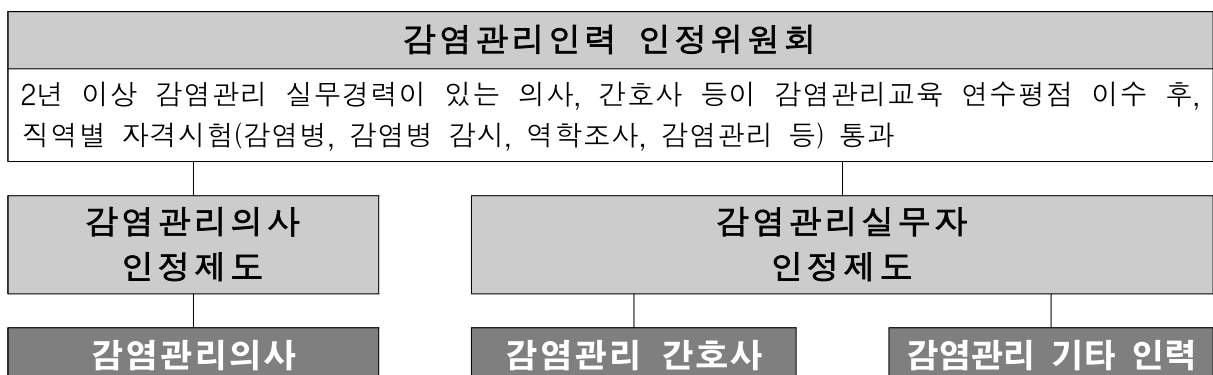 감염관리인력 인정위원회
2년 이상 감염관리 실무경력이 있는 의사, 간호사 등이 감염관리교육 연수평점 이수 후,
직역별 자격시험(감염병, 감염병 감시, 역학조사, 감염관리 등) 통과
감염관리의사
인정제도
감염관리실무자
인정제도
감염관리의사
감염관리 간호사
감염관리 기타 인력